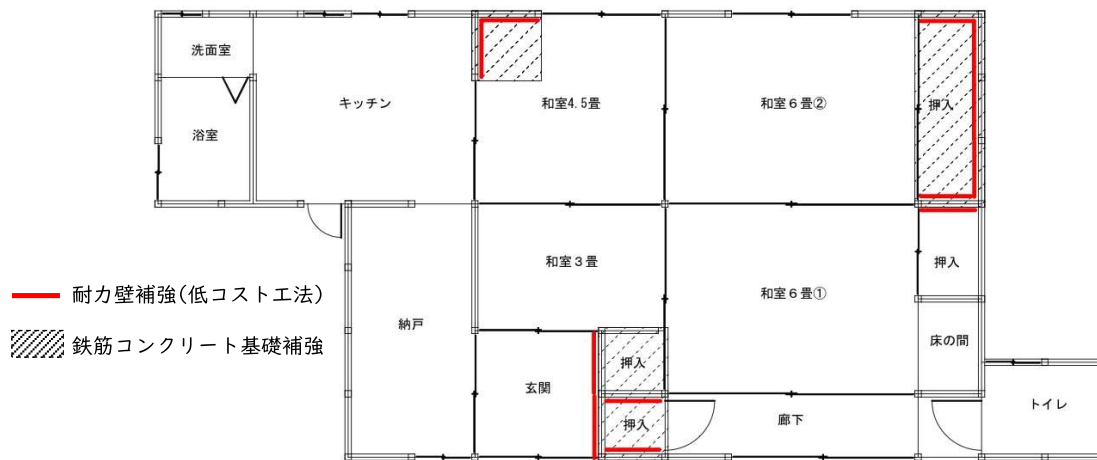 洗面室
キッチン
和室4.5畳
和室6畳②
押入
浴室
和室3畳
押入
和室6畳①
耐力壁補強(低コスト工法)
納戸
鉄筋コンクリート基礎補強
床の間
押入
玄関
トイレ
押入
廊下